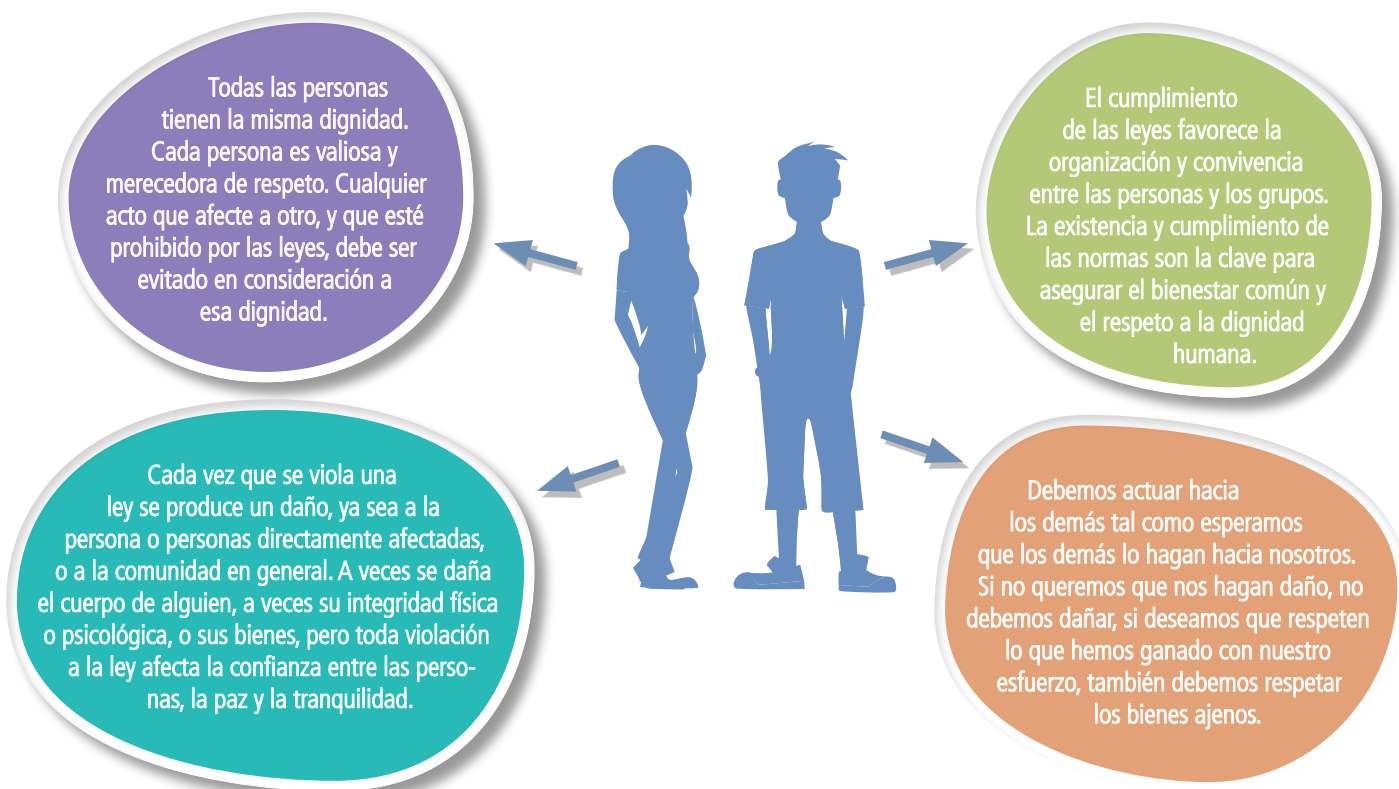 Todas las personas
tienen la misma dignidad.
Cada persona es valiosa y
merecedora de respeto. Cualquier
acto que afecte a otro, y que esté
prohibido por las leyes, debe ser
evitado en consideración a
esa dignidad.
El cumplimiento
de las leyes favorece la
organización y convivencia
entre las personas y los grupos.
La existencia y cumplimiento de
las normas son la clave para
asegurar el bienestar común y
el respeto a la dignidad
humana.
Cada vez que se viola una
ley se produce un daño, ya sea a la
persona o personas directamente afectadas,
o a la comunidad en general. A veces se daña
el cuerpo de alguien, a veces su integridad física
o psicológica, o sus bienes, pero toda violación
a la ley afecta la confianza entre las perso-
nas, la paz y la tranquilidad.
Debemos actuar hacia
los demás tal como esperamos
que los demás lo hagan hacia nosotros.
Si no queremos que nos hagan daño, no
debemos dañar, si deseamos que respeten
lo que hemos ganado con nuestro
esfuerzo, también debemos respetar
los bienes ajenos.